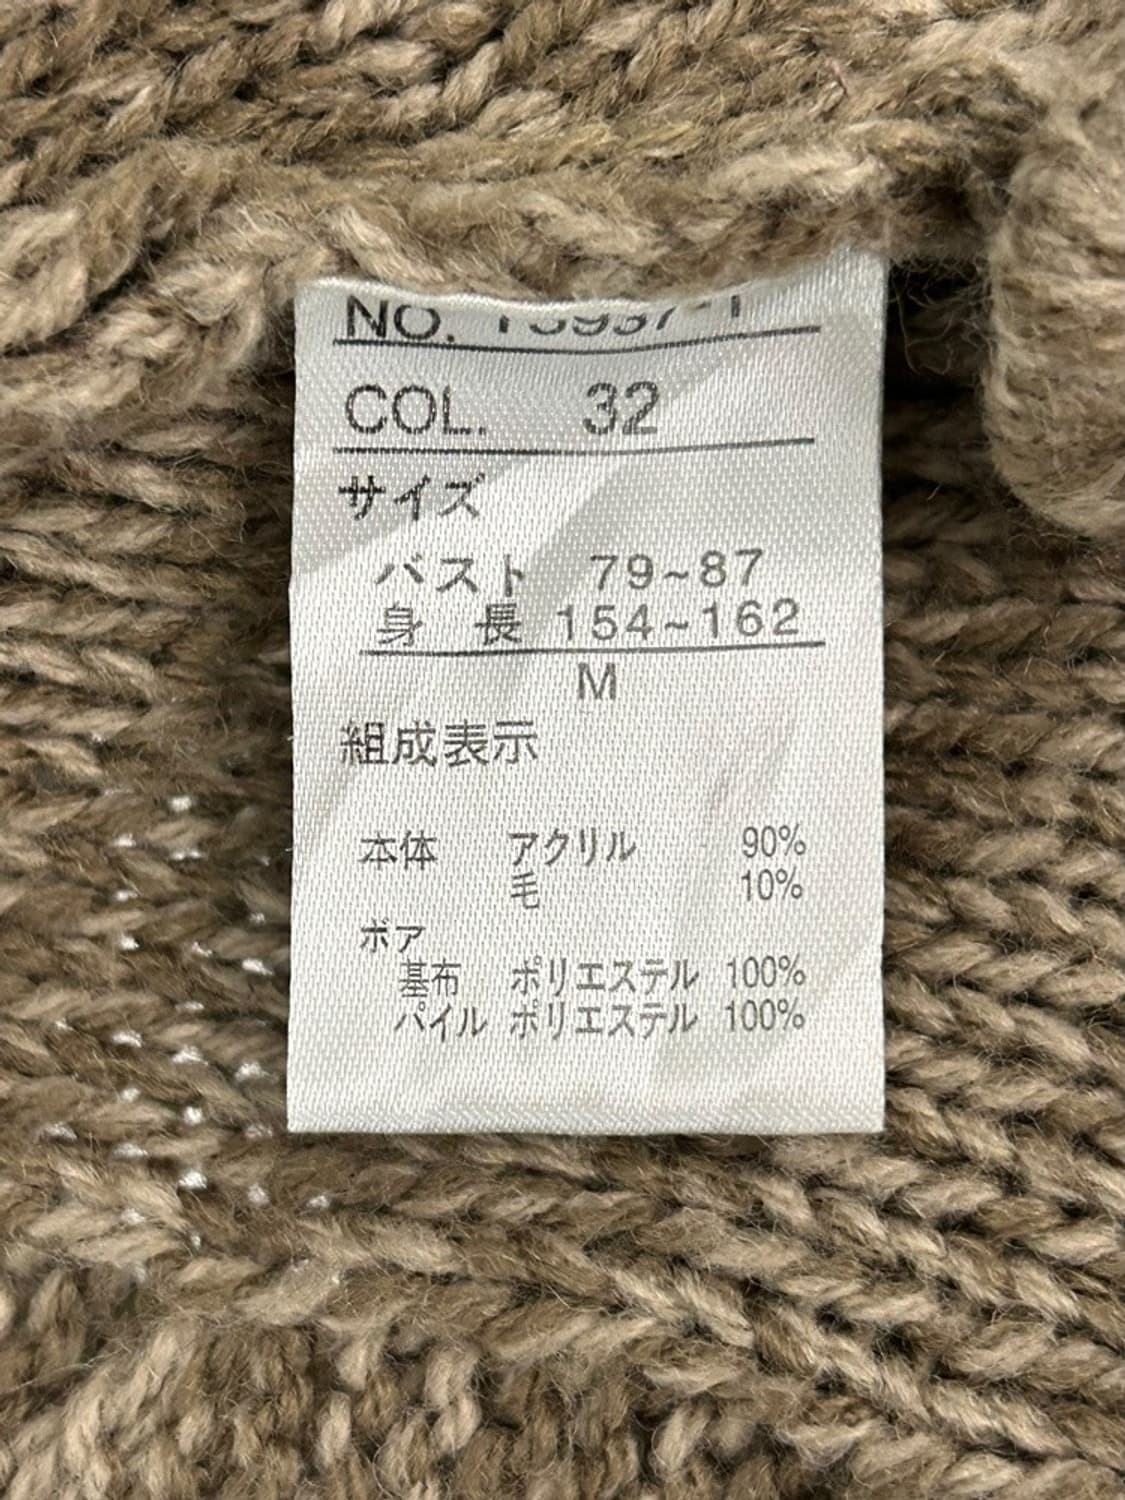 NO.
COL. 32
サイズ
バスト 79~87
身 長 154~162
M
組成表示
本体 アクリル 90%
毛 10%
ボア
基布 ポリエステル 100%
パイル ポリエステル 100%